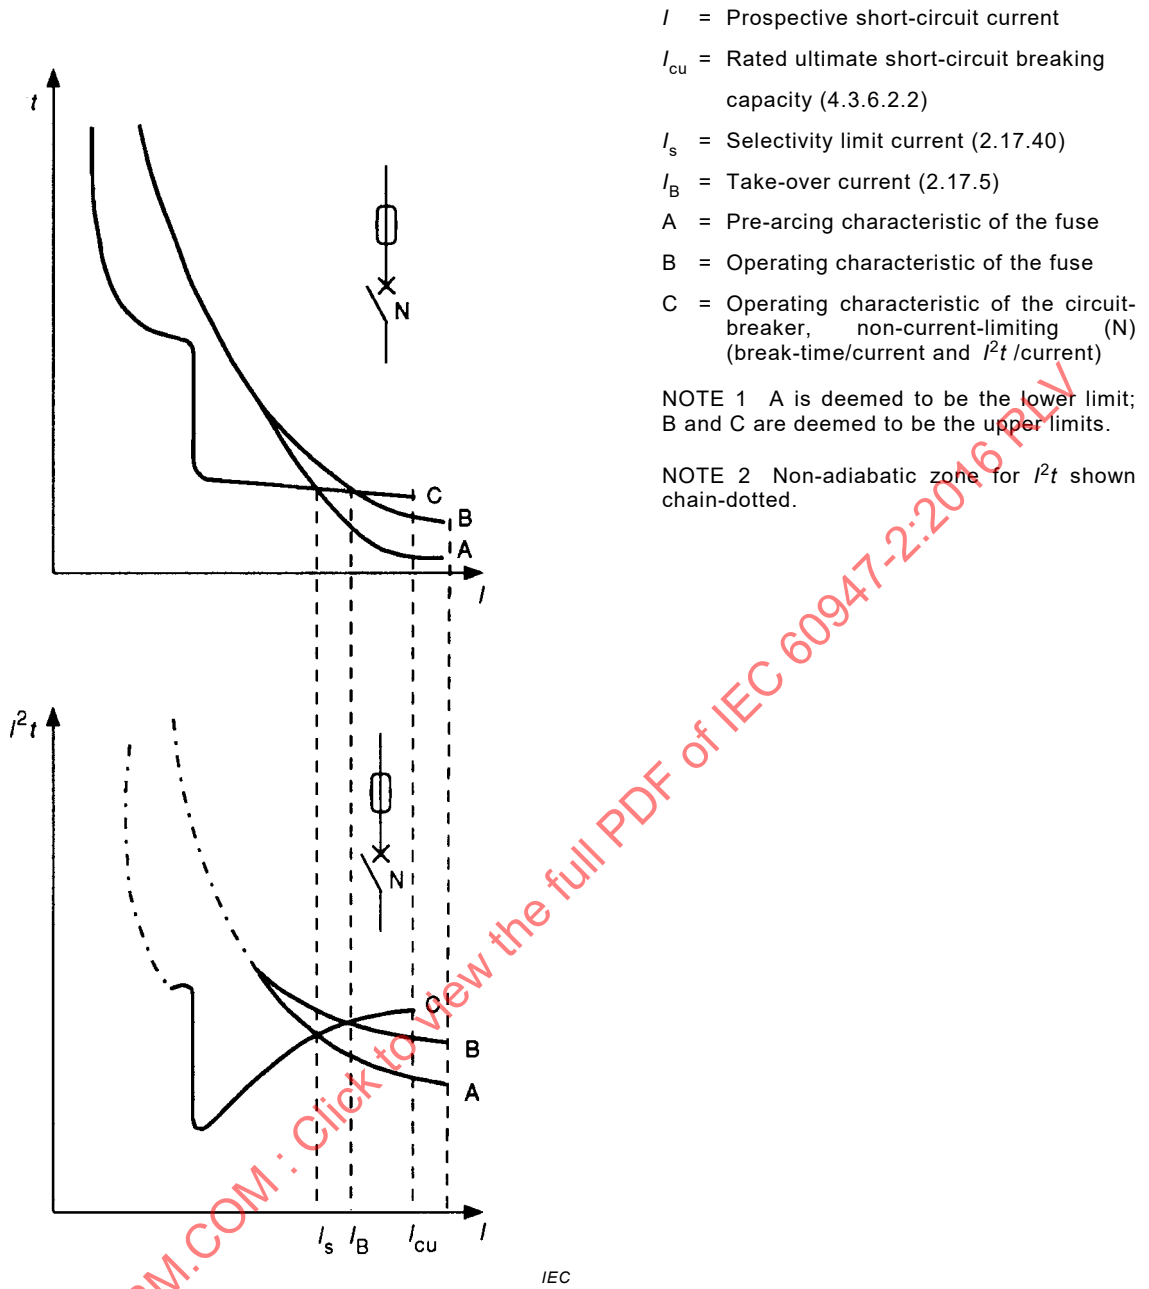 I = Prospective short-circuit current
Icu = Rated ultimate short-circuit breaking
capacity (4.3.6.2.2)
Is = Selectivity limit current (2.17.40)
IB = Take-over current (2.17.5)
A = Pre-arcing characteristic of the fuse
B = Operating characteristic of the fuse
C = Operating characteristic of the circuit-
breaker, non-current-limiting (N)
(break-time/current and I²t /current)
NOTE 1 A is deemed to be the lower limit;
B and C are deemed to be the upper limits.
NOTE 2 Non-adiabatic zone for I²t shown
chain-dotted.
t
N
C
B
A
I
I²t
N
C
B
A
Is IB Icu I
IEC
M.COM : Click to view the full PDF of IEC 60947-2:2016 RLV